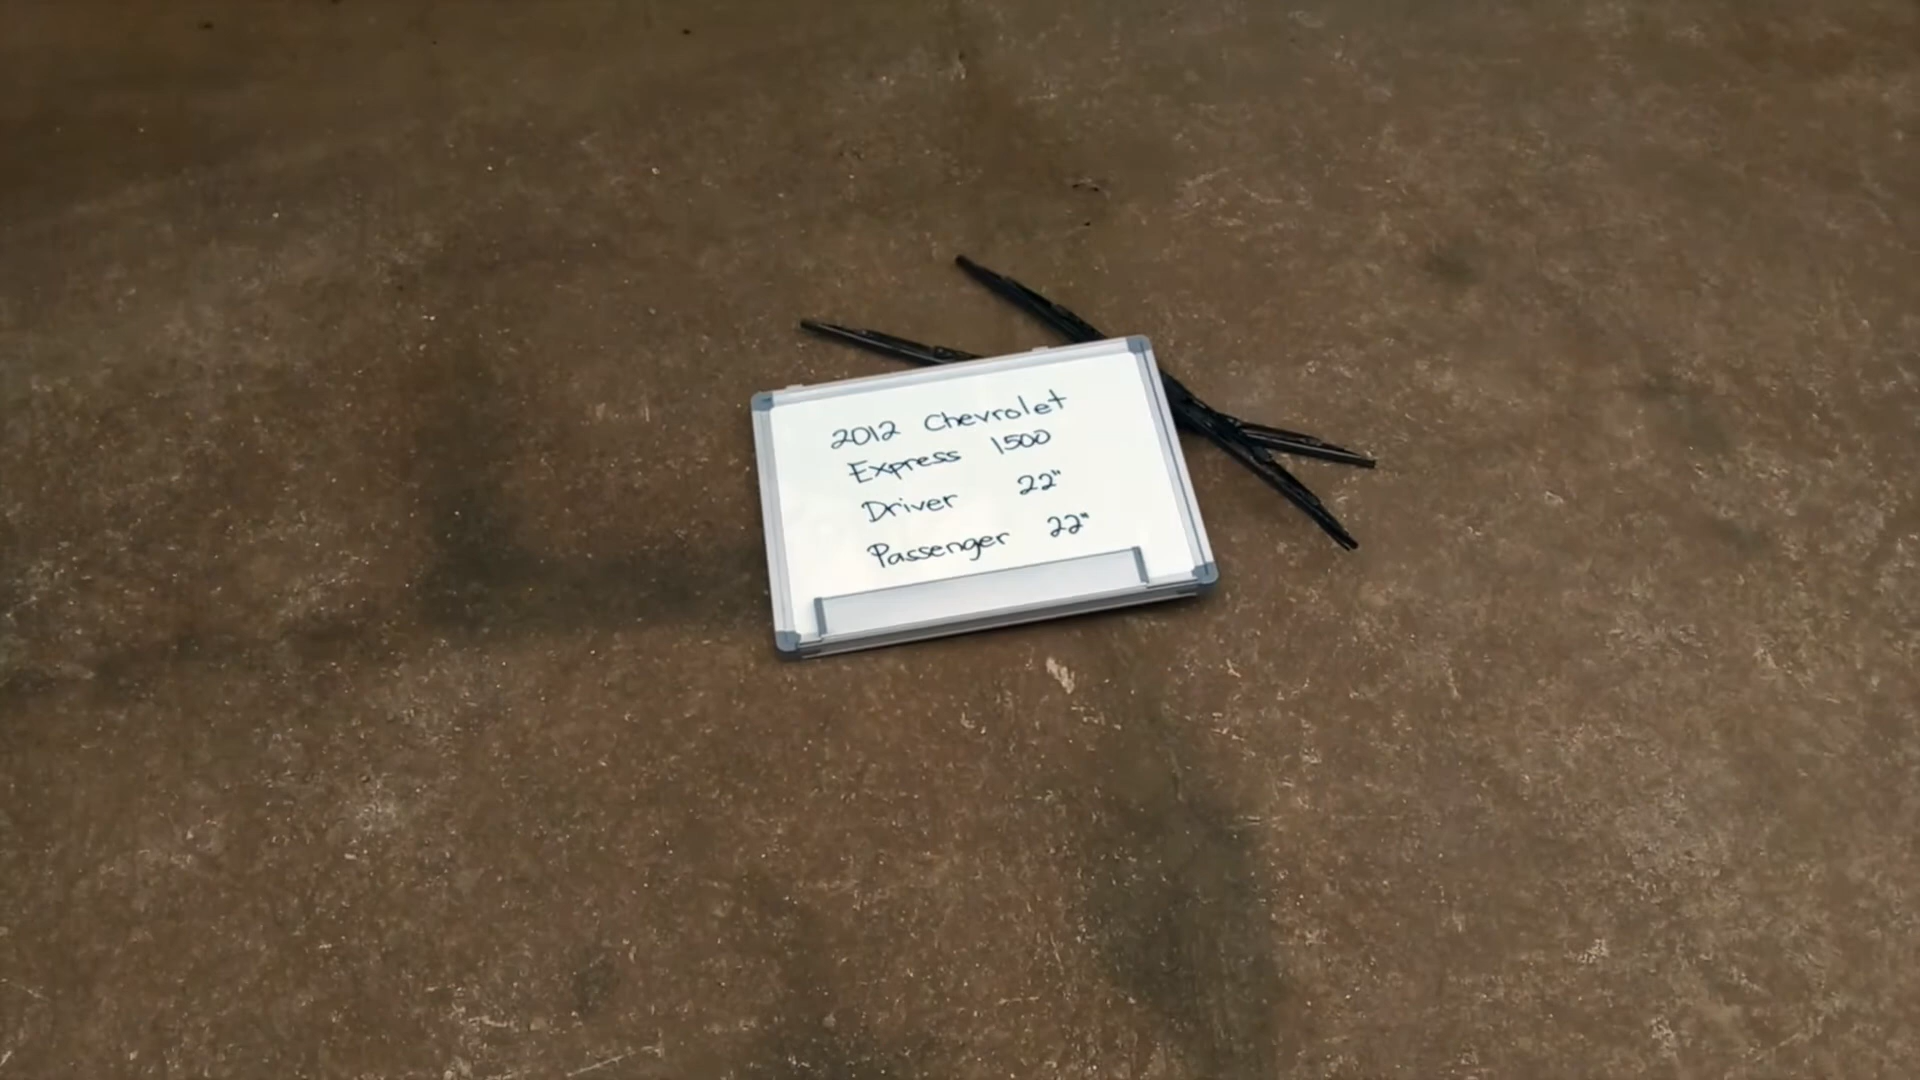 2012 Chevrolet
Express 1500
Driver 22"
Passenger 22"